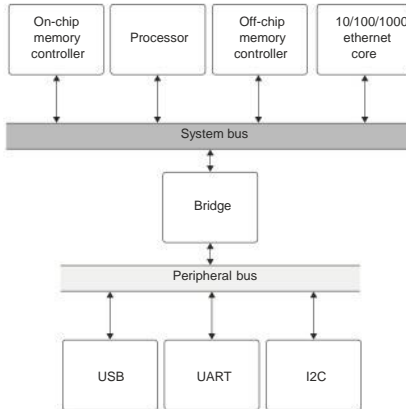 On-chip
memory
controller
Processor
Off-chip
memory
controller
10/100/1000
ethernet
core
System bus
Bridge
Peripheral bus
USB
UART
I2C